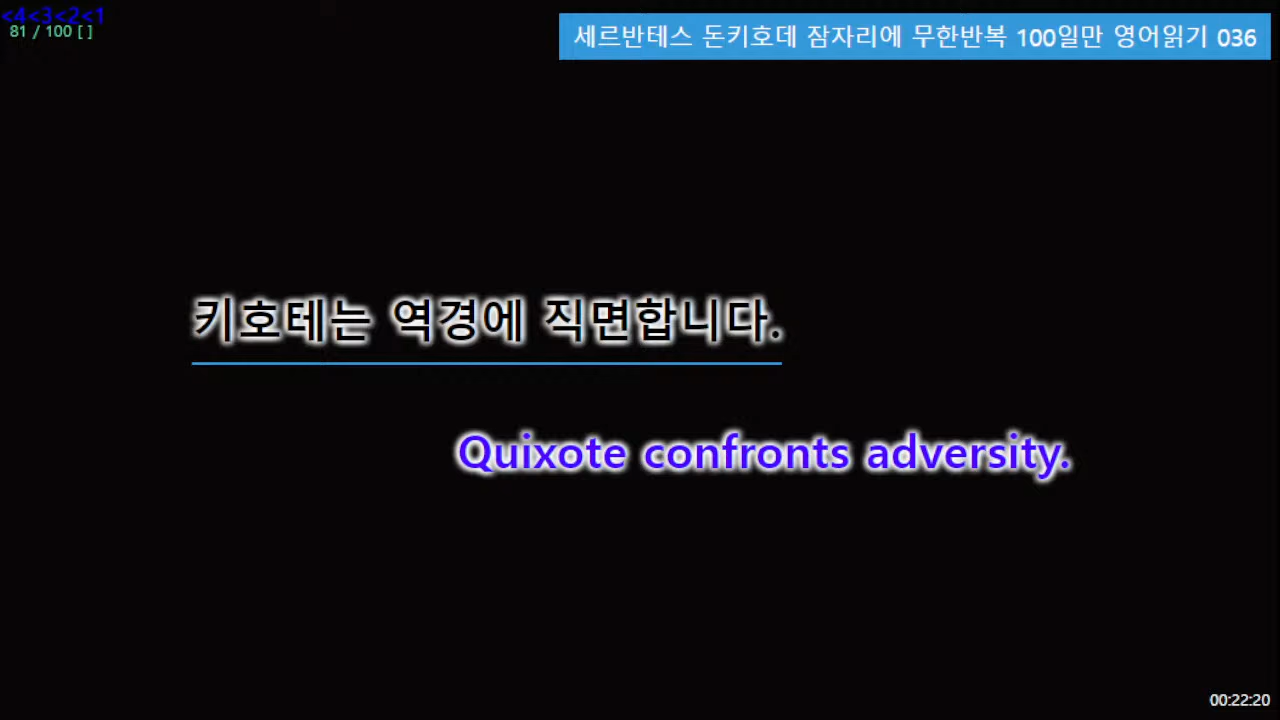 <4<3<2<1
81 / 100 [ ]
세르반테스 돈키호데 잠자리에 무한반복 100일만 영어읽기 036
키호테는 역경에 직면합니다.
Quixote confronts adversity.
00:22:20